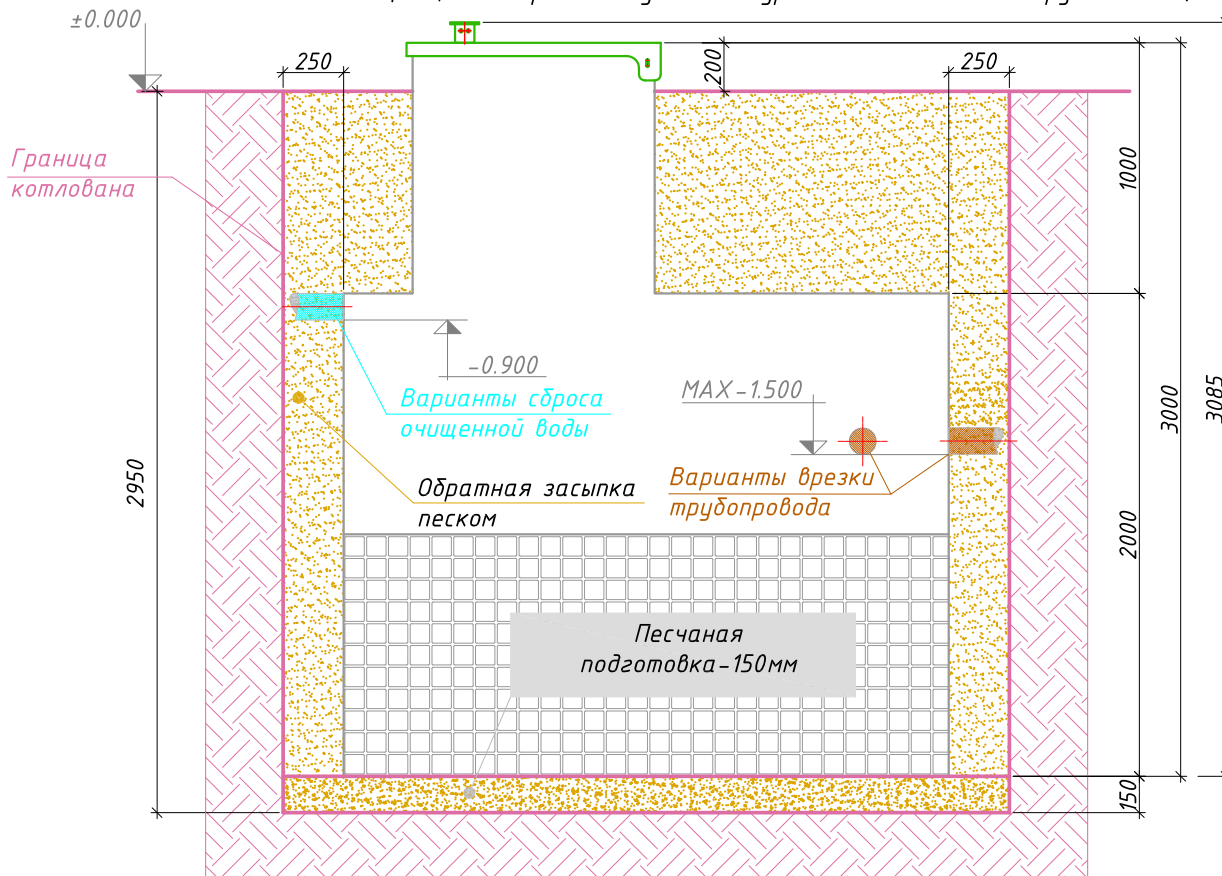 ±0.000
250
200
250
Граница
котлована
1000
-0.900
MAX-1.500
Варианты сброса
очищенной воды
3000
3085
2950
Обратная засыпка
песком
Варианты врезки
трубопровода
2000
Песчаная
подготовка-150мм
150